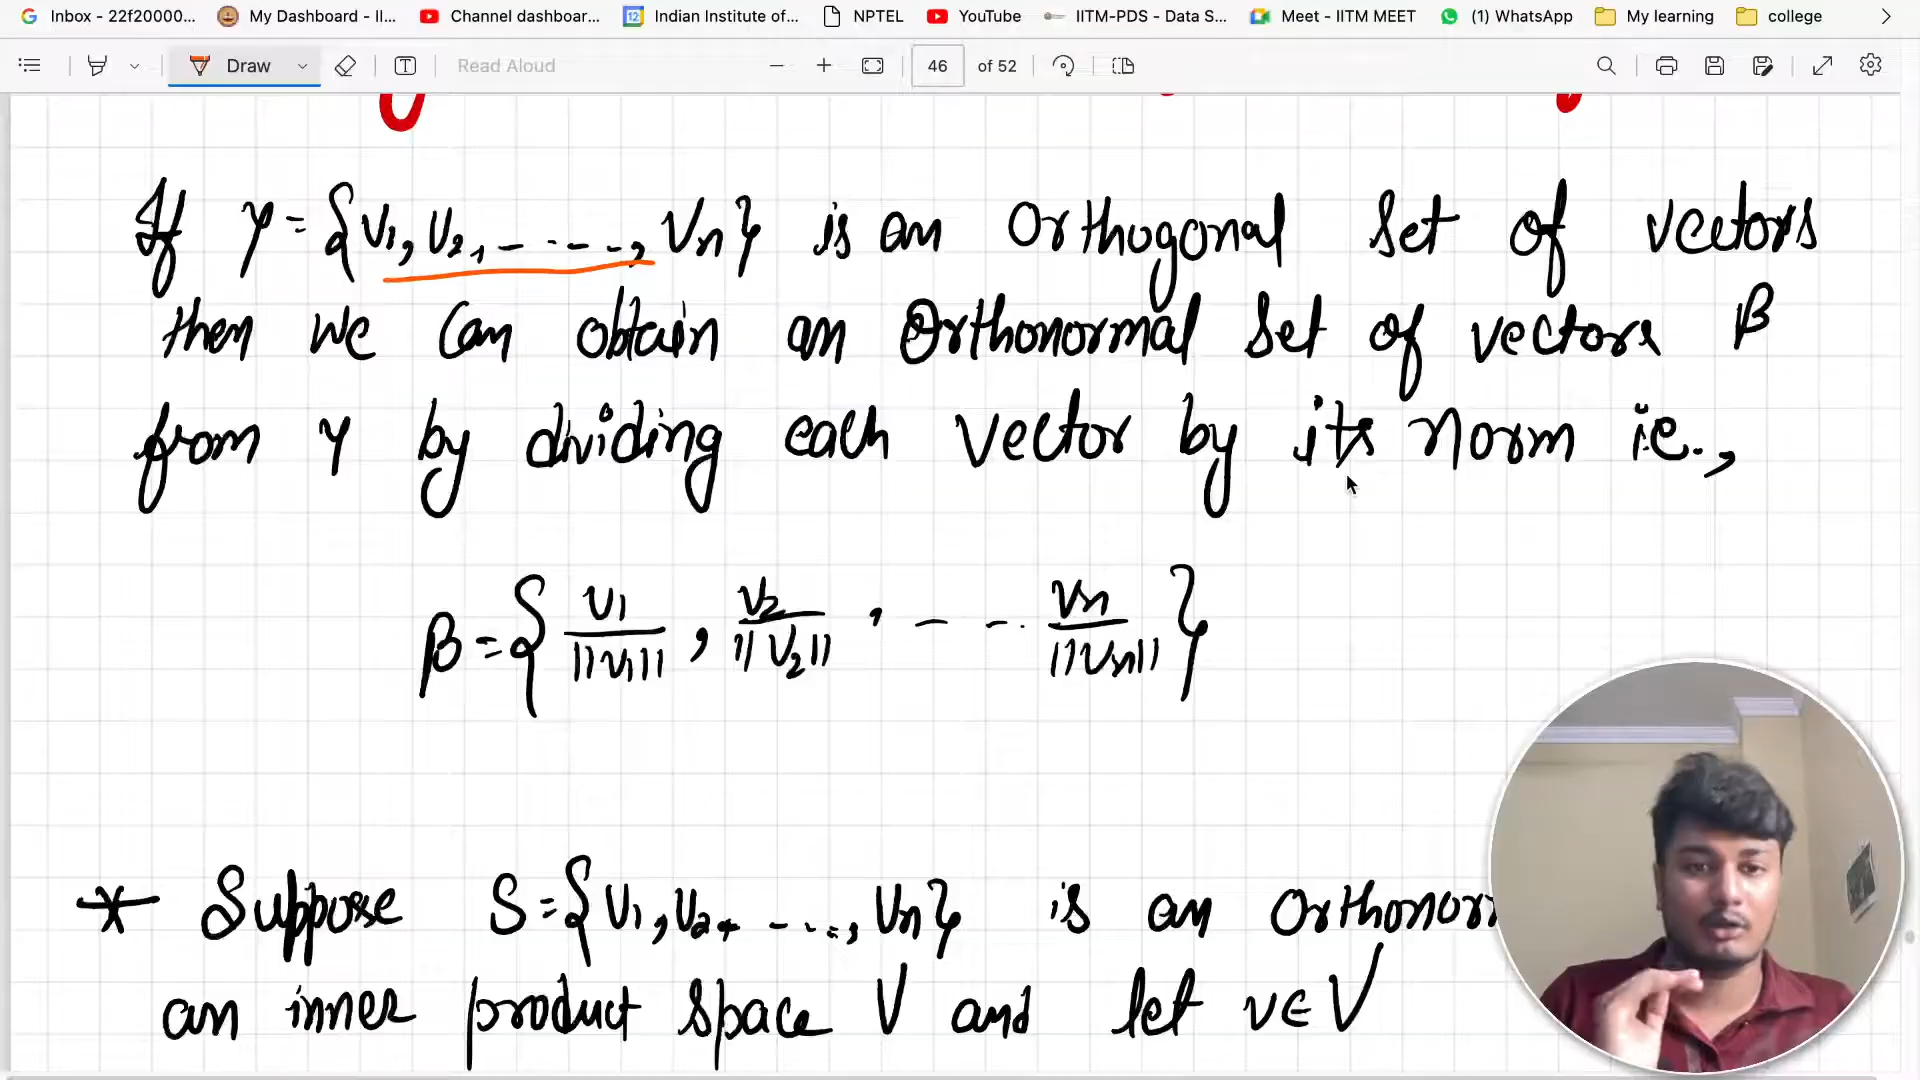 Inbox - 22f20000... My Dashboard - II... Channel dashboar... Indian Institute of... NPTEL YouTube IITM-PDS - Data S... Meet - IITM MEET (1) WhatsApp My learning college
Draw Read Aloud 46 of 52
If γ = {v1, v2, - - - - -, vn} is an Orthogonal set of vectors
then we can obtain an Orthonormal set of vectors β
from γ by dividing each vector by its norm ie.,
β = { v1/||v1||, v2/||v2||, - - - vn/||vn|| }
* Suppose S = {v1, v2, - - - -, vn} is an Orthonor
an inner product space V and let v ∈ V